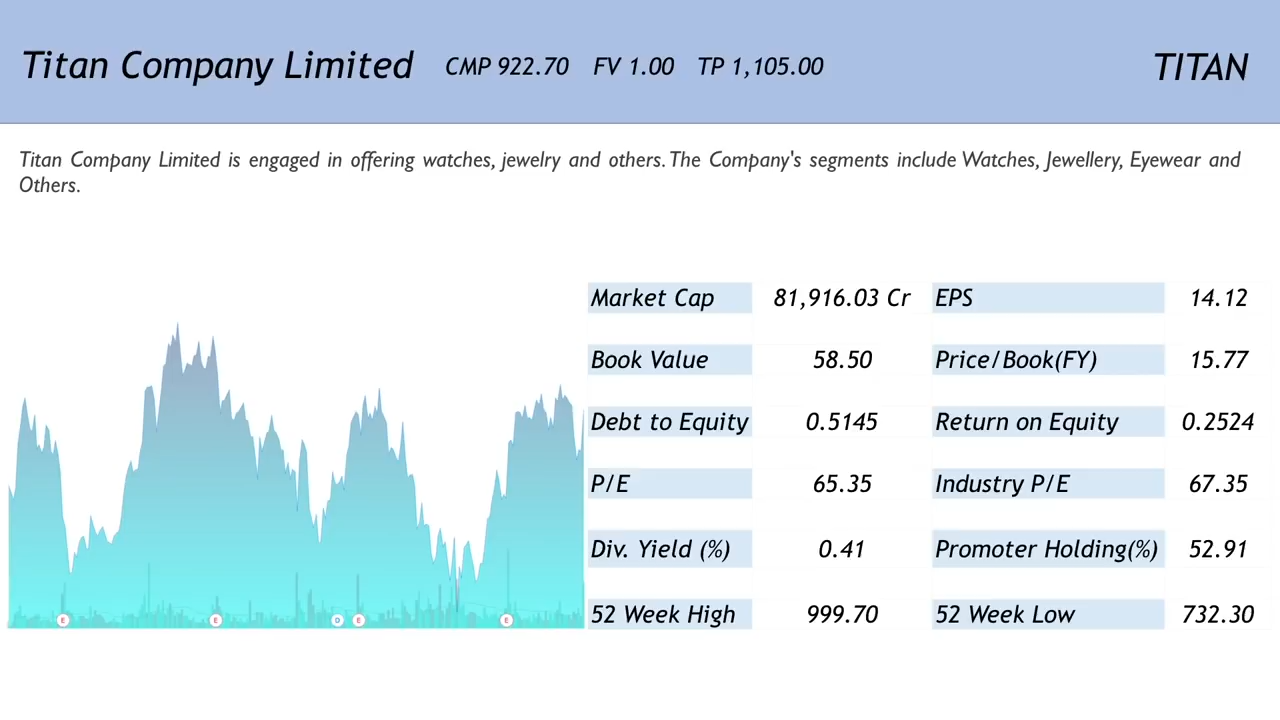 Titan Company Limited CMP 922.70 FV 1.00 TP 1,105.00 TITAN
Titan Company Limited is engaged in offering watches, jewelry and others. The Company's segments include Watches, Jewellery, Eyewear and
Others.
Market Cap 81,916.03 Cr EPS 14.12
Book Value 58.50 Price/Book(FY) 15.77
Debt to Equity 0.5145 Return on Equity 0.2524
P/E 65.35 Industry P/E 67.35
Div. Yield (%) 0.41 Promoter Holding(%) 52.91
52 Week High 999.70 52 Week Low 732.30
E E D E E